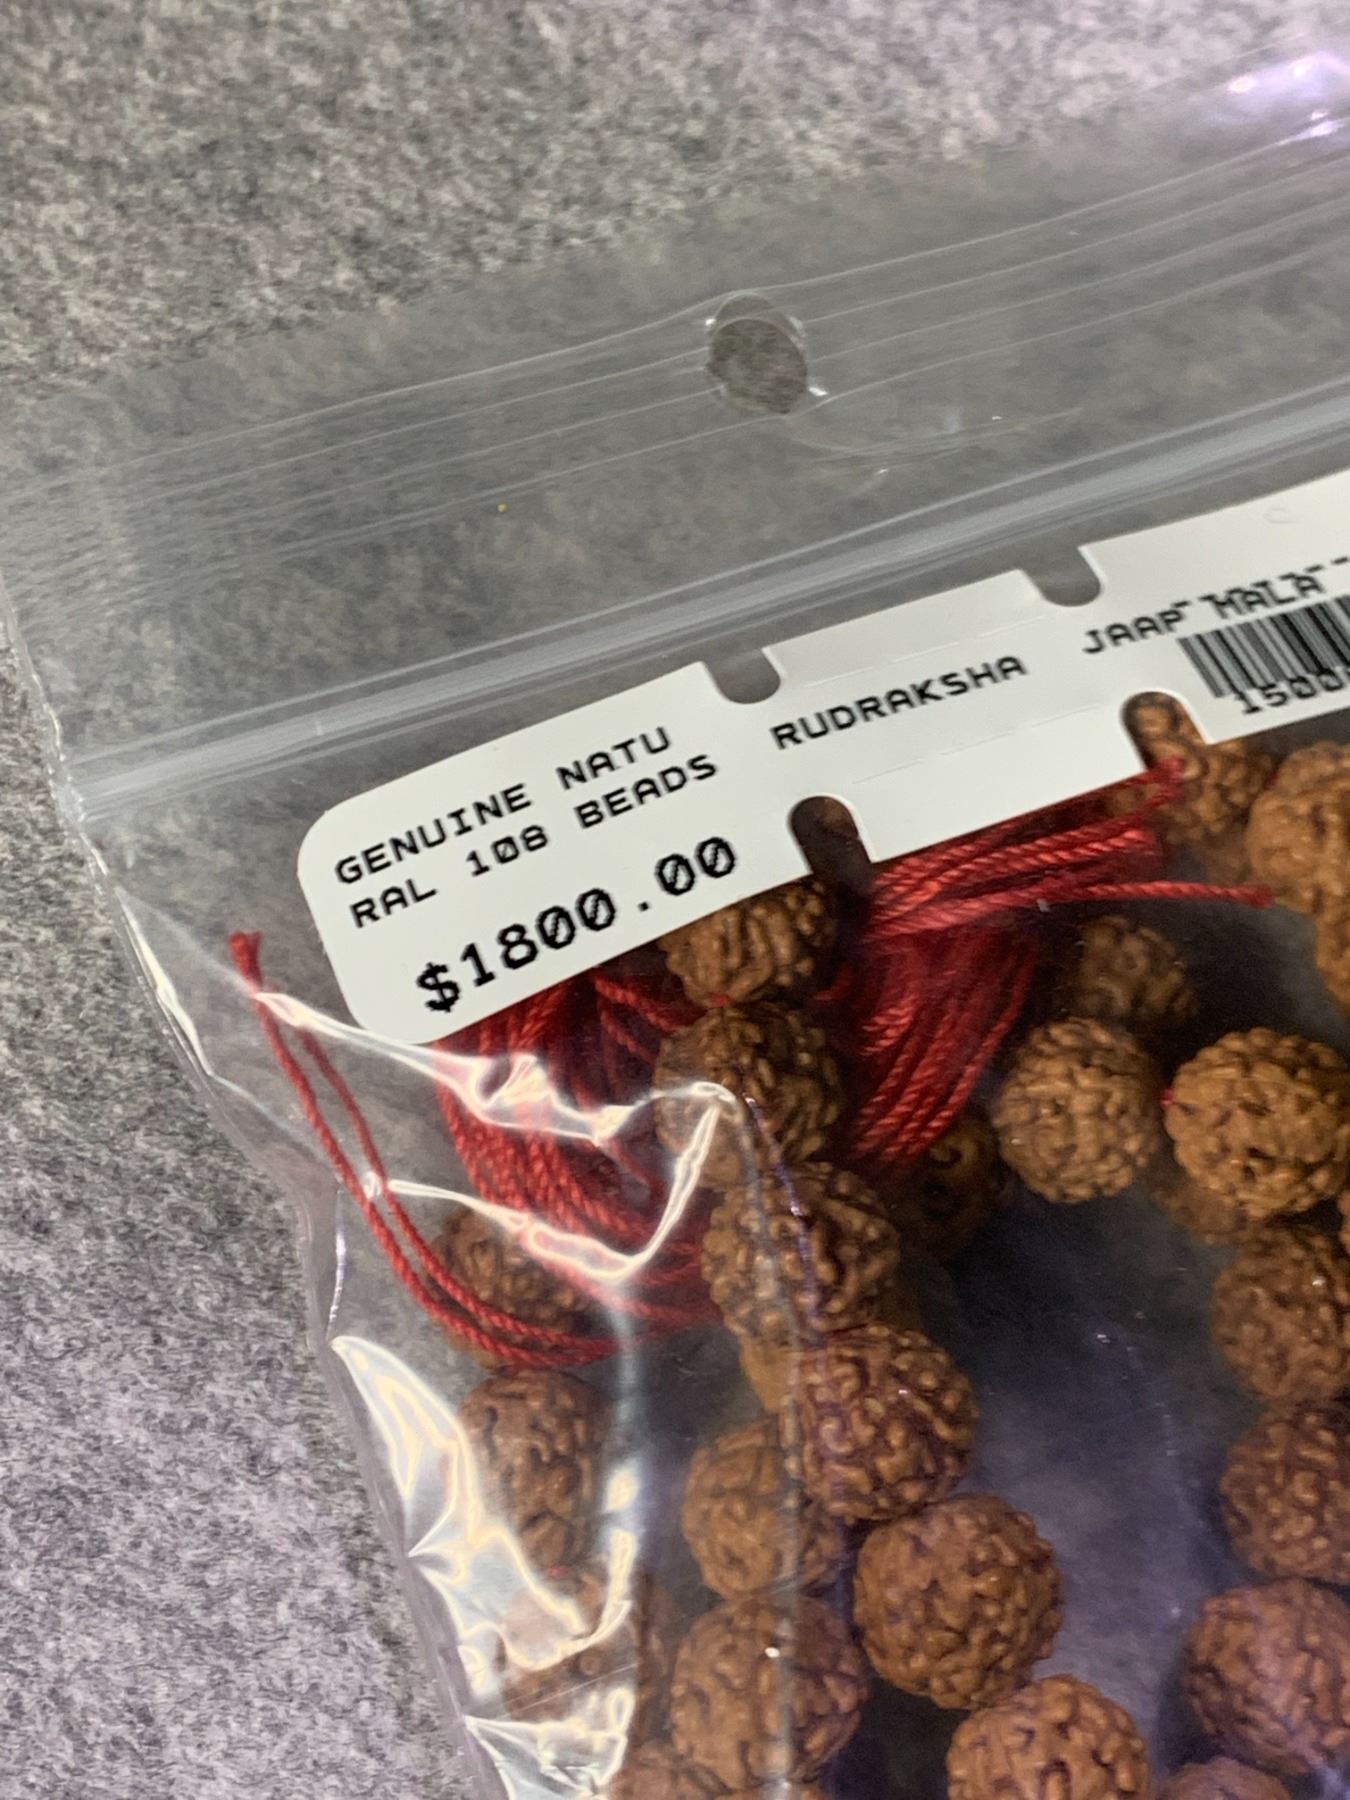 GENUINE NATU
RAL 108 BEADS
$1800.00
RUDRAKSHA
JAAP MALA